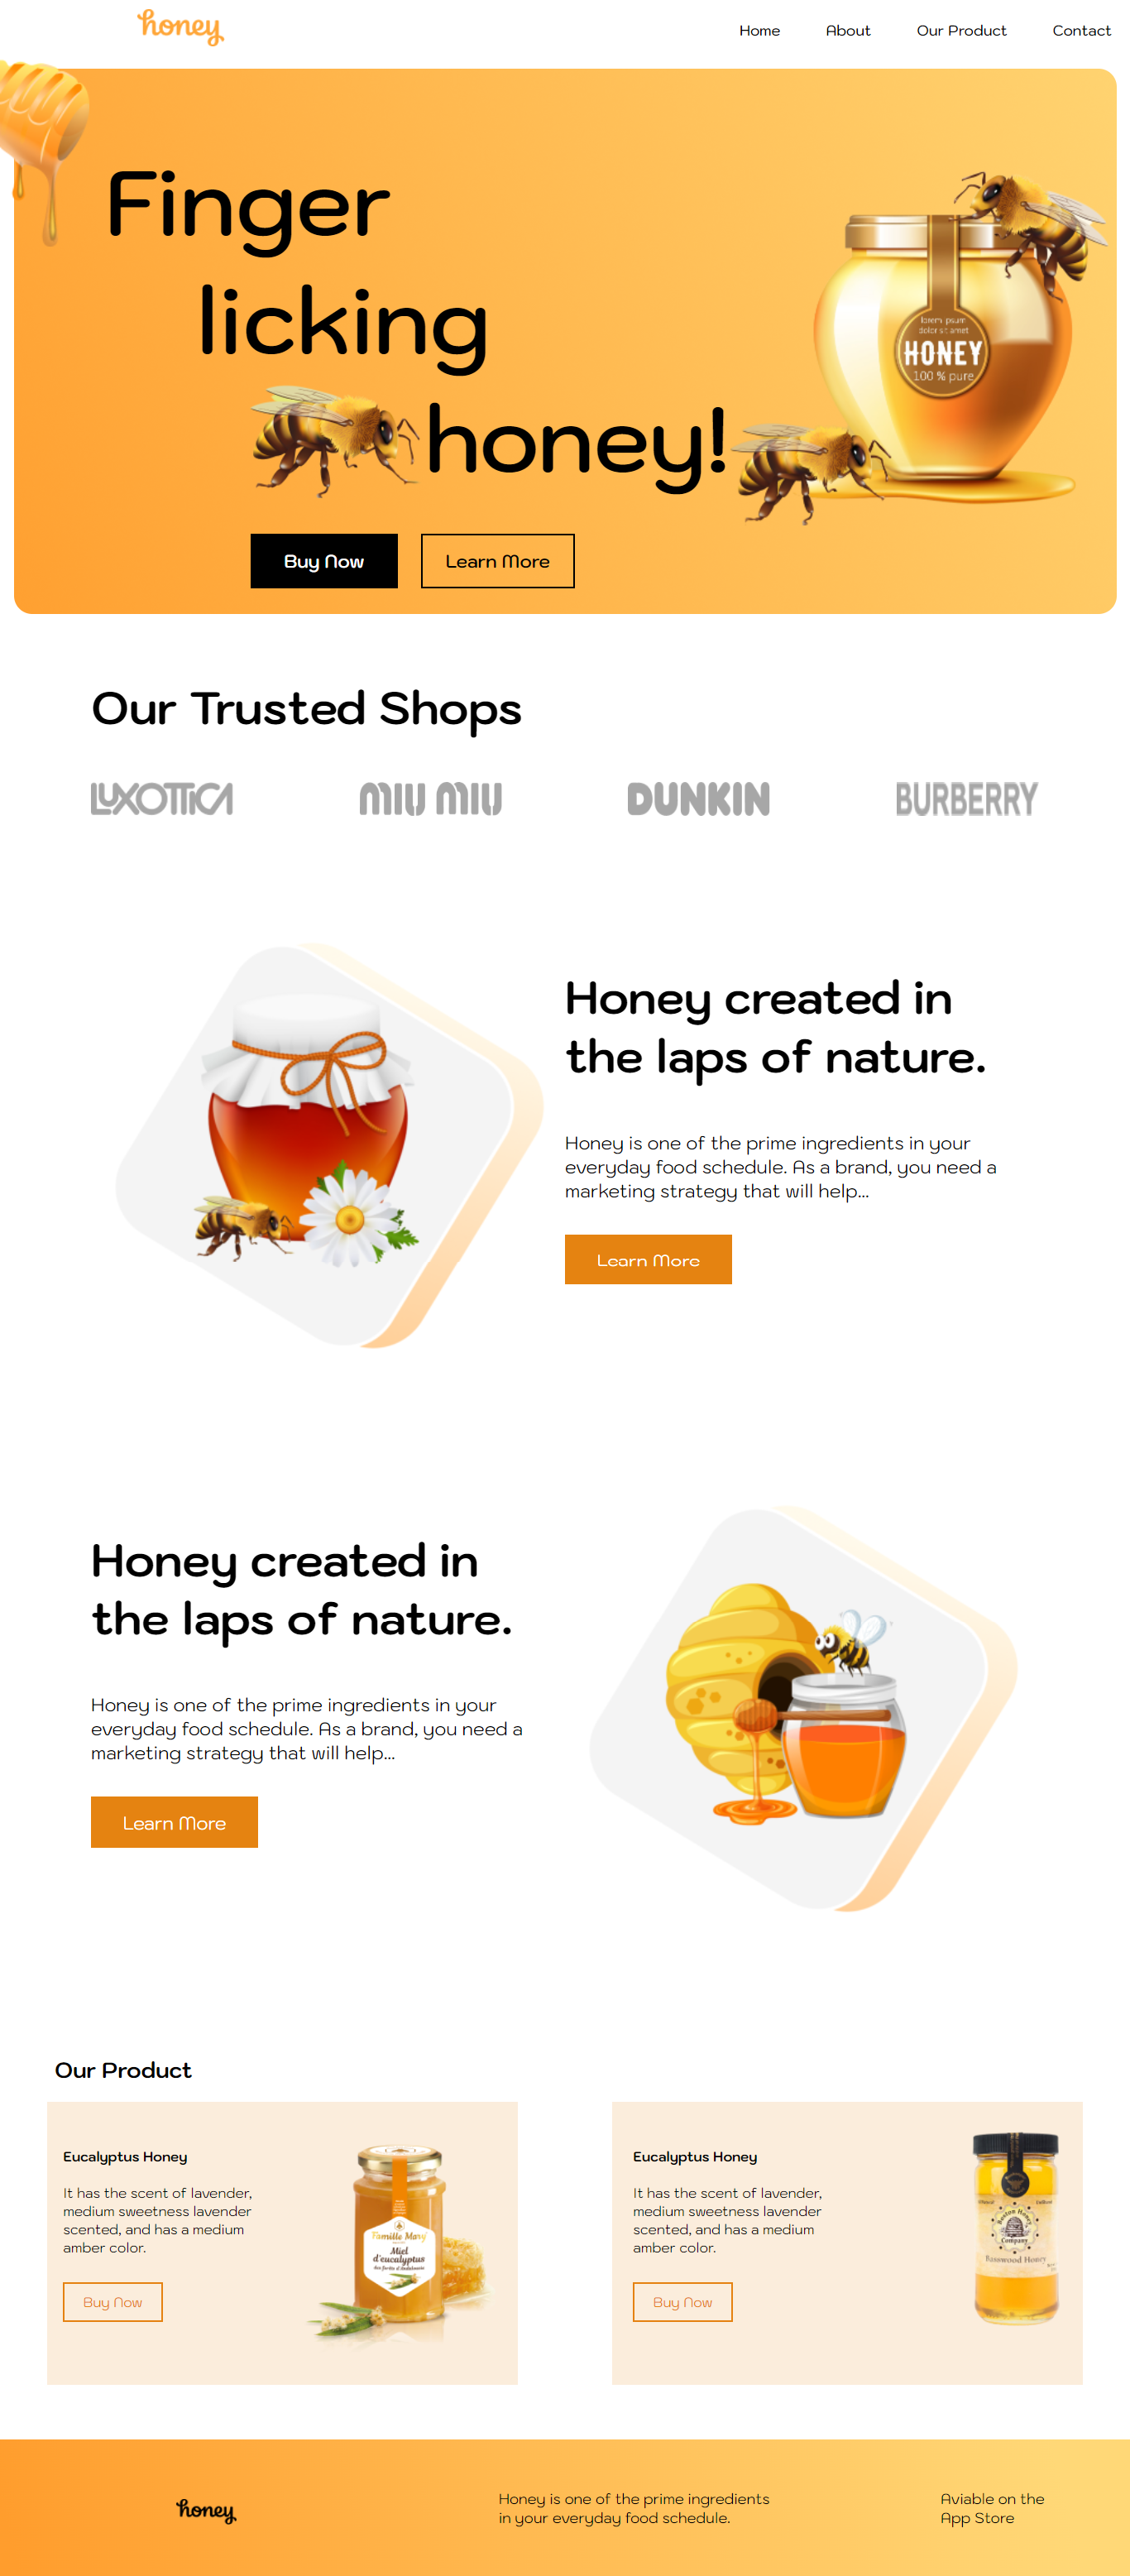 honey
Home About Our Product Contact
Finger
licking
honey!
lorem ipsum
dolor sit amet
HONEY
100 % pure
Buy Now Learn More
Our Trusted Shops
LUXOTTICA MIU MIU DUNKIN BURBERRY
Honey created in
the laps of nature.
Honey is one of the prime ingredients in your
everyday food schedule. As a brand, you need a
marketing strategy that will help...
Learn More
Honey created in
the laps of nature.
Honey is one of the prime ingredients in your
everyday food schedule. As a brand, you need a
marketing strategy that will help...
Learn More
Our Product
Eucalyptus Honey
It has the scent of lavender,
medium sweetness lavender
scented, and has a medium
amber color.
Buy Now
Famille Mary
Miel
d'eucalyptus
Eucalyptus Honey
It has the scent of lavender,
medium sweetness lavender
scented, and has a medium
amber color.
Buy Now
Honey
Company
Basswood Honey
honey
Honey is one of the prime ingredients
in your everyday food schedule.
Aviable on the
App Store